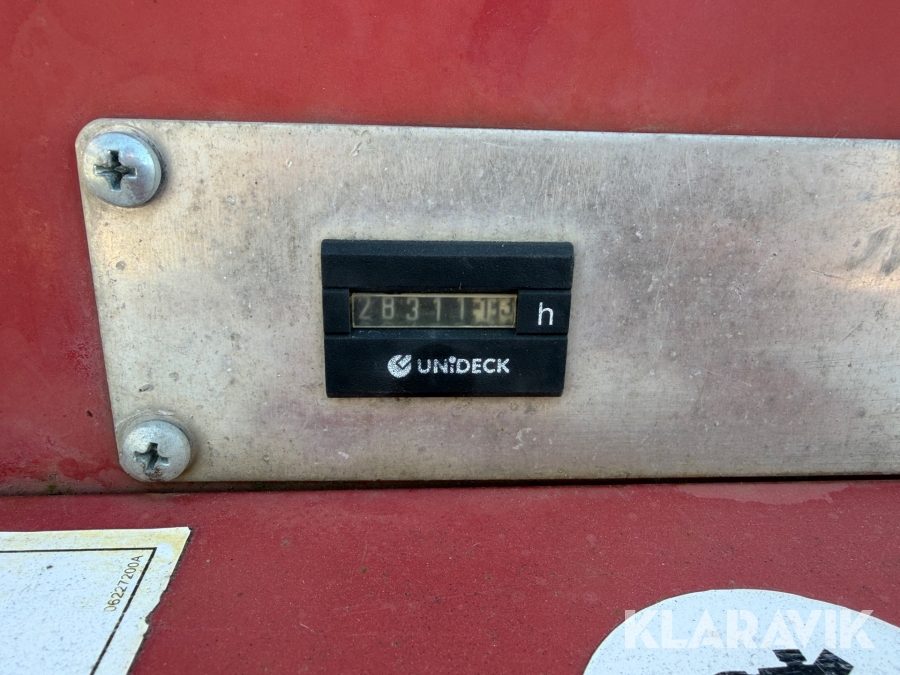 28311
h
UNiDECK
06227200A
KLARAVIK